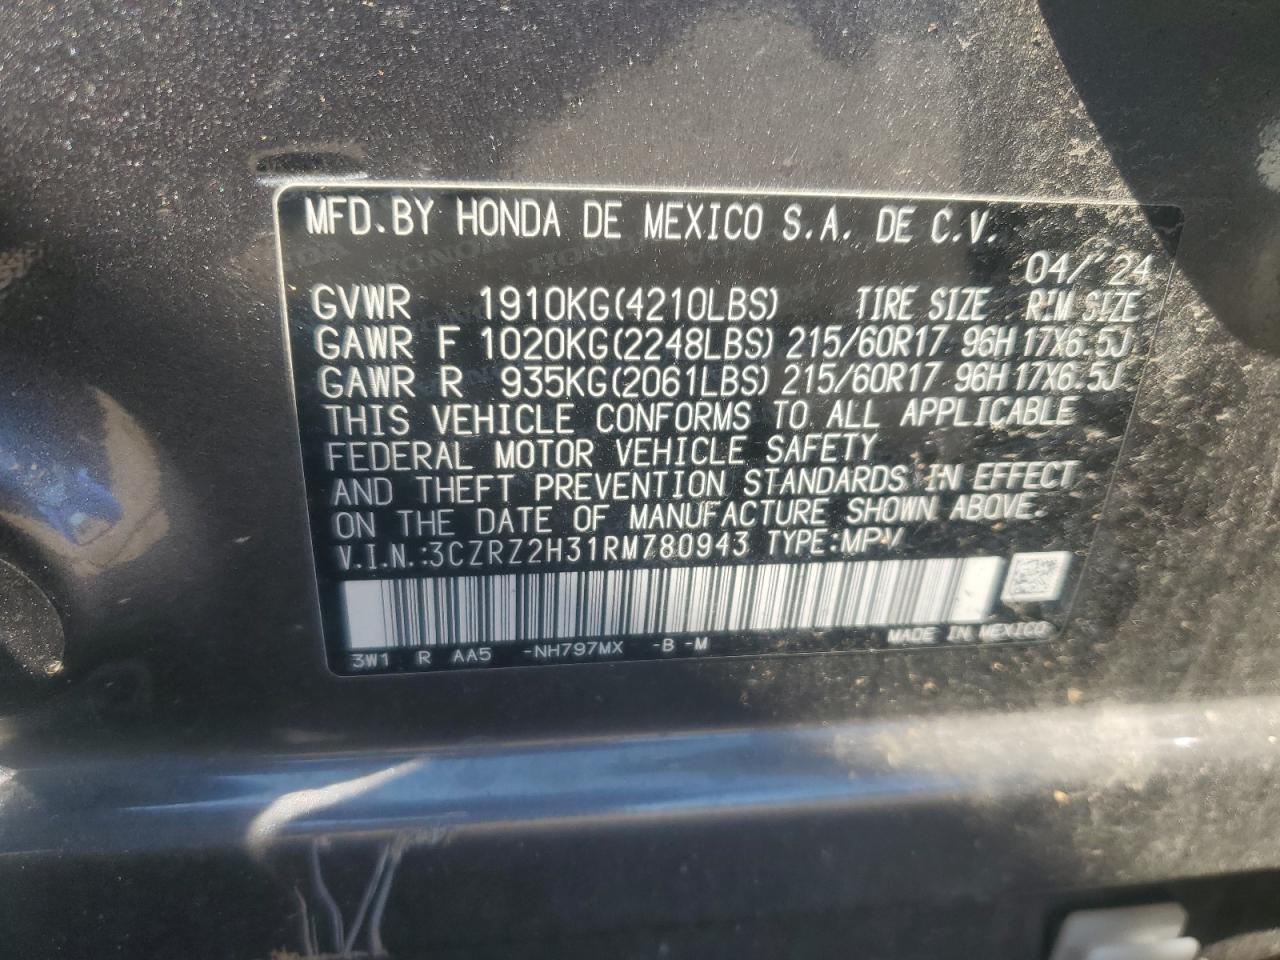 MFD.BY HONDA DE MEXICO S.A. DE C.V.
04/'24
GVWR 1910KG(4210LBS) TIRE SIZE RIM SIZE
GAWR F 1020KG(2248LBS) 215/60R17 96H 17X6.5J
GAWR R 935KG(2061LBS) 215/60R17 96H 17X6.5J
THIS VEHICLE CONFORMS TO ALL APPLICABLE
FEDERAL MOTOR VEHICLE SAFETY
AND THEFT PREVENTION STANDARDS IN EFFECT
ON THE DATE OF MANUFACTURE SHOWN ABOVE.
V.I.N.:3CZRZ2H31RM780943 TYPE:MPV
MADE IN MEXICO
3W1 R AA5 -NH797MX -B -M